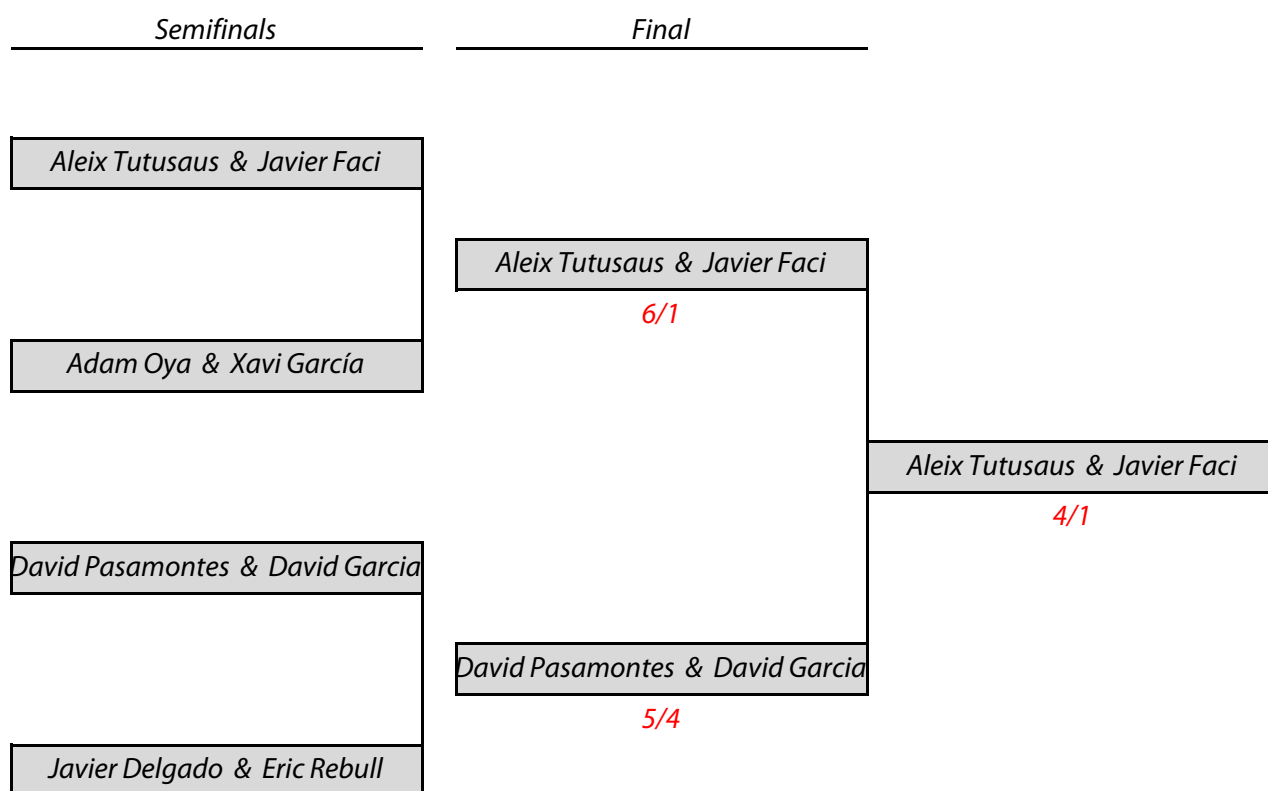 Semifinals
Final
Aleix Tutusaus & Javier Faci
Adam Oya & Xavi García
David Pasamontes & David Garcia
Javier Delgado & Eric Rebull
Aleix Tutusaus & Javier Faci
6/1
David Pasamontes & David Garcia
5/4
Aleix Tutusaus & Javier Faci
4/1